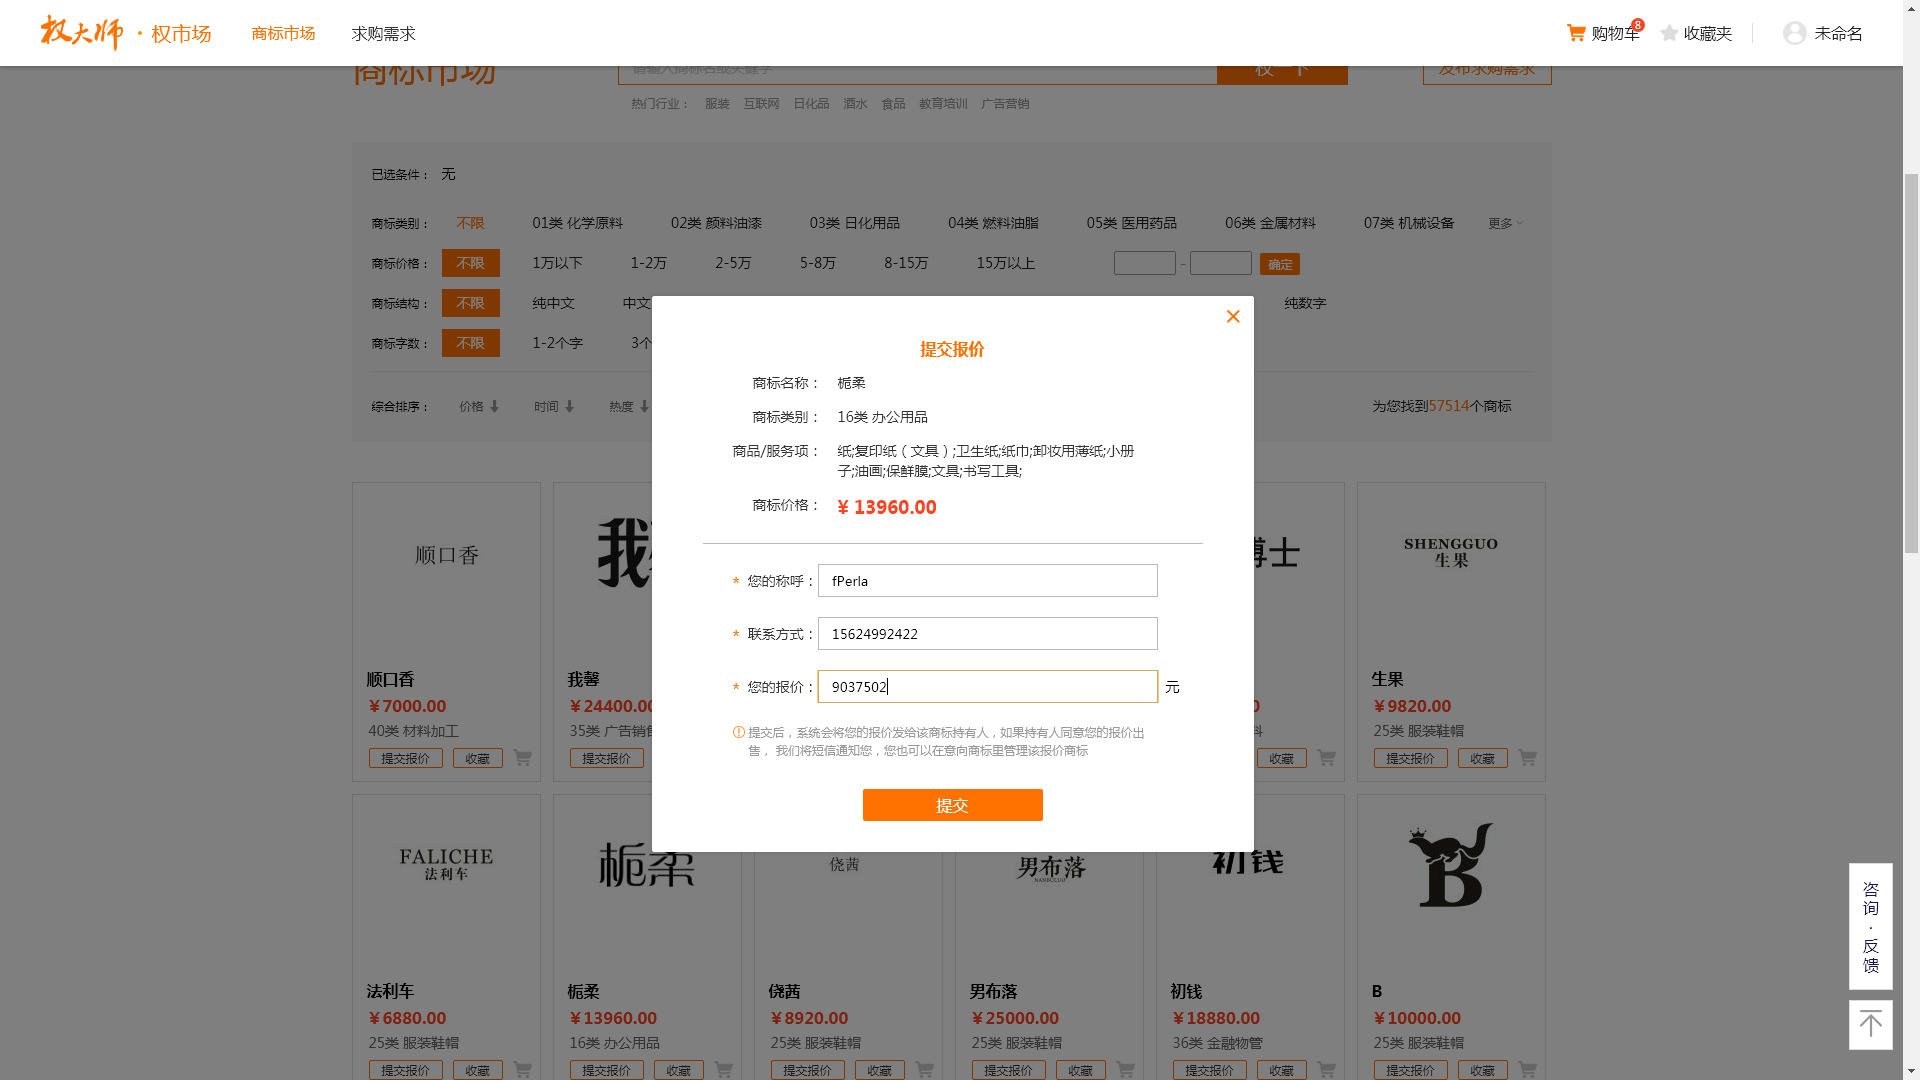 权大师 · 权市场 商标市场 求购需求 购物车 8 收藏夹 未命名
商标市场 请输入商标名或关键字 权一下 发布求购需求
热门行业： 服装 互联网 日化品 酒水 食品 教育培训 广告营销
已选条件： 无
商标类别： 不限 01类 化学原料 02类 颜料油漆 03类 日化用品 04类 燃料油脂 05类 医用药品 06类 金属材料 07类 机械设备 更多
商标价格： 不限 1万以下 1-2万 2-5万 5-8万 8-15万 15万以上 - 确定
商标结构： 不限 纯中文 中文 纯数字
商标字数： 不限 1-2个字 3个
综合排序： 价格 时间 热度 为您找到57514个商标
提交报价
商标名称： 栀柔
商标类别： 16类 办公用品
商品/服务项： 纸;复印纸（文具）;卫生纸;纸巾;卸妆用薄纸;小册
子;油画;保鲜膜;文具;书写工具;
商标价格： ¥ 13960.00
* 您的称呼： fPerla
* 联系方式： 15624992422
* 您的报价： 9037502 元
提交后，系统会将您的报价发给该商标持有人，如果持有人同意您的报价出
售， 我们将短信通知您，您也可以在意向商标里管理该报价商标
提交
顺口香 我 博士 SHENGGUO
生果
顺口香 我馨 生果
¥7000.00 ¥24400.00 0 ¥9820.00
40类 材料加工 35类 广告销售 料 25类 服装鞋帽
提交报价 收藏 提交报价 收藏 提交报价 收藏
FALICHE
法利车 栀柔 侥茜 男布落 初钱 B
NANBULUO
法利车 栀柔 侥茜 男布落 初钱 B
¥6880.00 ¥13960.00 ¥8920.00 ¥25000.00 ¥18880.00 ¥10000.00
25类 服装鞋帽 16类 办公用品 25类 服装鞋帽 25类 服装鞋帽 36类 金融物管 25类 服装鞋帽
提交报价 收藏 提交报价 收藏 提交报价 收藏 提交报价 收藏 提交报价 收藏 提交报价 收藏
咨
询
·
反
馈